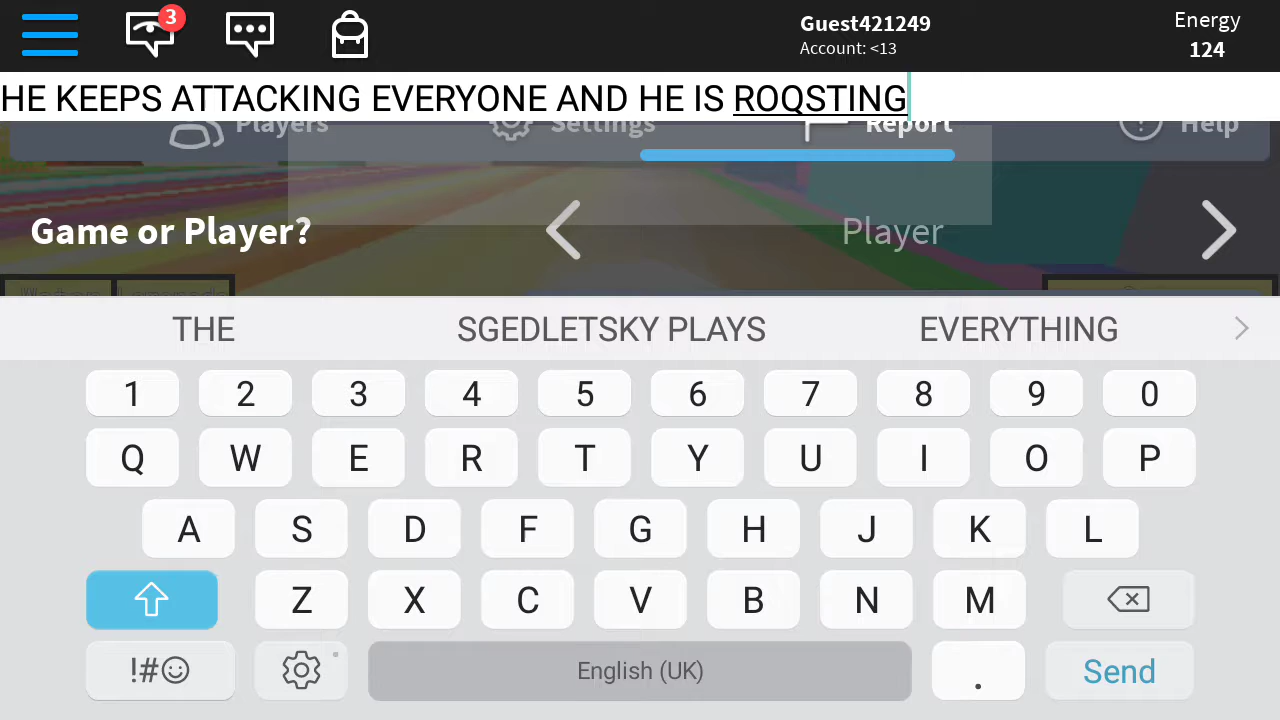 3
Guest421249
Account: <13
Energy
124
HE KEEPS ATTACKING EVERYONE AND HE IS ROQSTING
Players Settings Report Help
Game or Player? Player
THE SGEDLETSKY PLAYS EVERYTHING
1 2 3 4 5 6 7 8 9 0
Q W E R T Y U I O P
A S D F G H J K L
Z X C V B N M
!#☺ English (UK) . Send